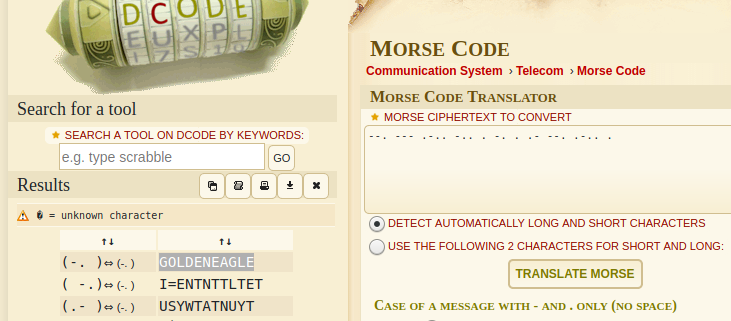 DCODE
EUXPL
Search for a tool
★ SEARCH A TOOL ON DCODE BY KEYWORDS:
e.g. type scrabble
GO
Results
⚠ � = unknown character
↑↓ ↑↓
(-. )⇔ (-. ) GOLDENEAGLE
( -.)⇔ (-. ) I=ENTNTTLTET
(.- )⇔ (-. ) USYWTATNUYT
MORSE CODE
Communication System › Telecom › Morse Code
MORSE CODE TRANSLATOR
★ MORSE CIPHERTEXT TO CONVERT
--. --- .-.. -.. . -. . .- --. .-.. .
DETECT AUTOMATICALLY LONG AND SHORT CHARACTERS
USE THE FOLLOWING 2 CHARACTERS FOR SHORT AND LONG:
TRANSLATE MORSE
CASE OF A MESSAGE WITH - AND . ONLY (NO SPACE)